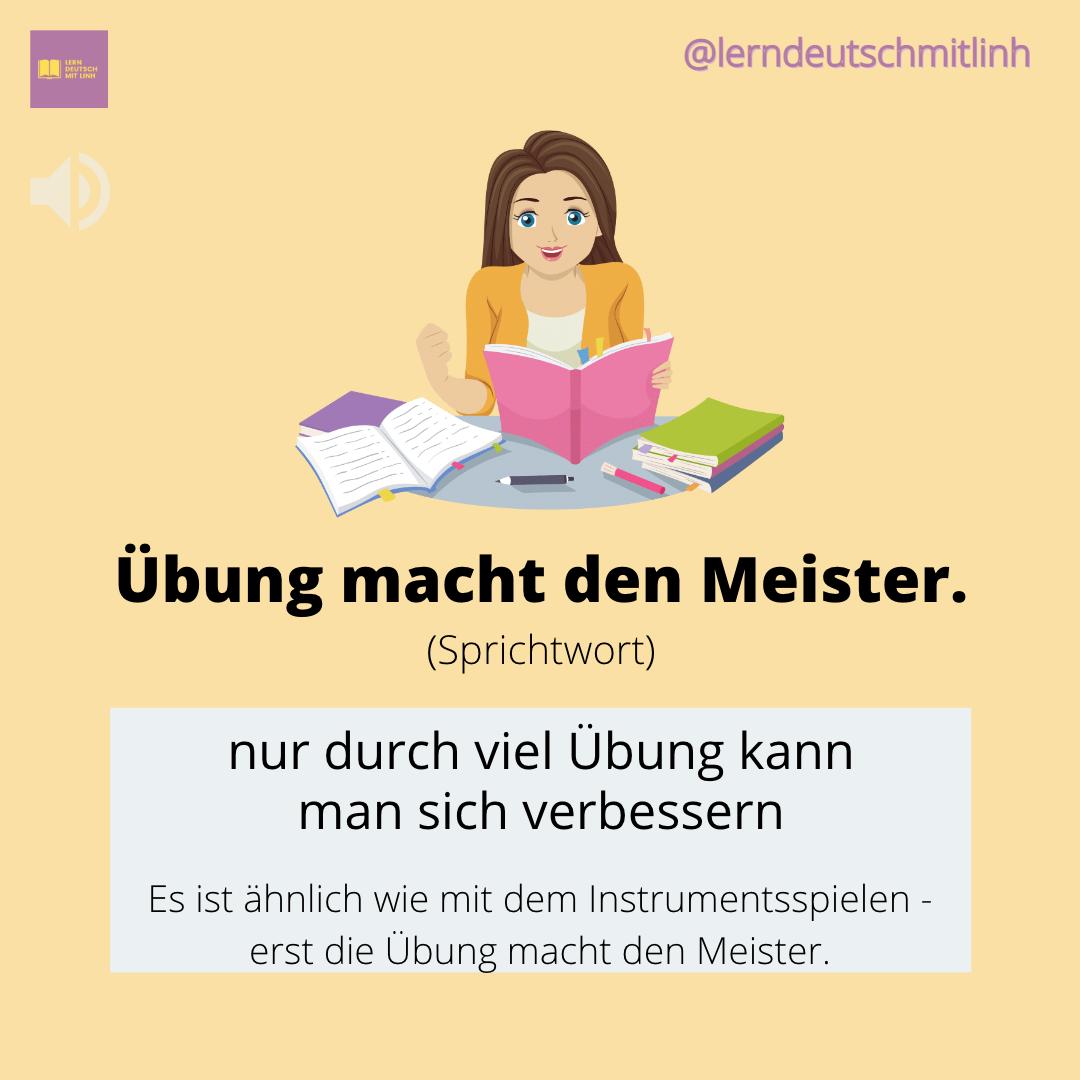 LERN
DEUTSCH
MIT LINH
@lerndeutschmitlinh
Übung macht den Meister.
(Sprichtwort)
nur durch viel Übung kann
man sich verbessern
Es ist ähnlich wie mit dem Instrumentsspielen -
erst die Übung macht den Meister.